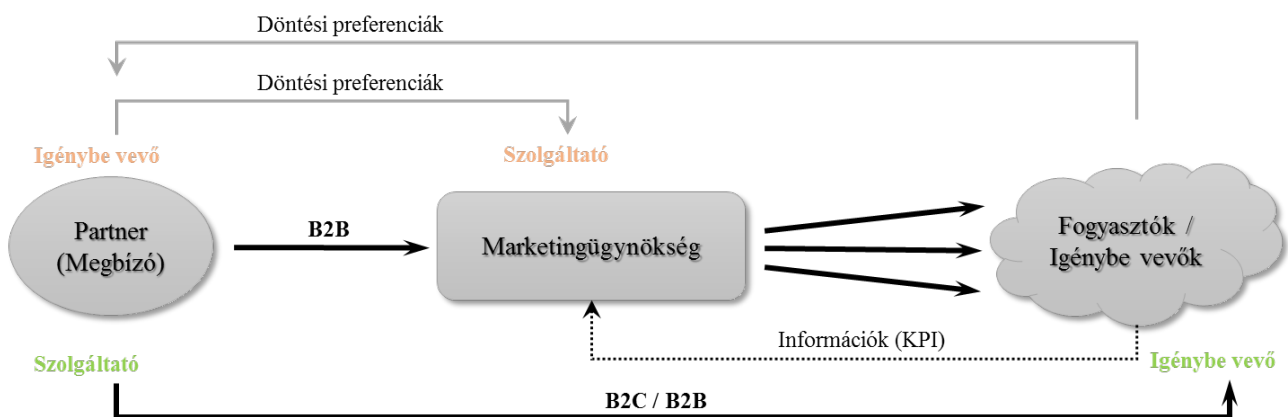 Döntési preferenciák
Döntési preferenciák
Igénybe vevő
Szolgáltató
Partner
(Megbízó)
B2B
Marketingügynökség
Fogyasztók /
Igénybe vevők
Információk (KPI)
Szolgáltató
Igénybe vevő
B2C / B2B